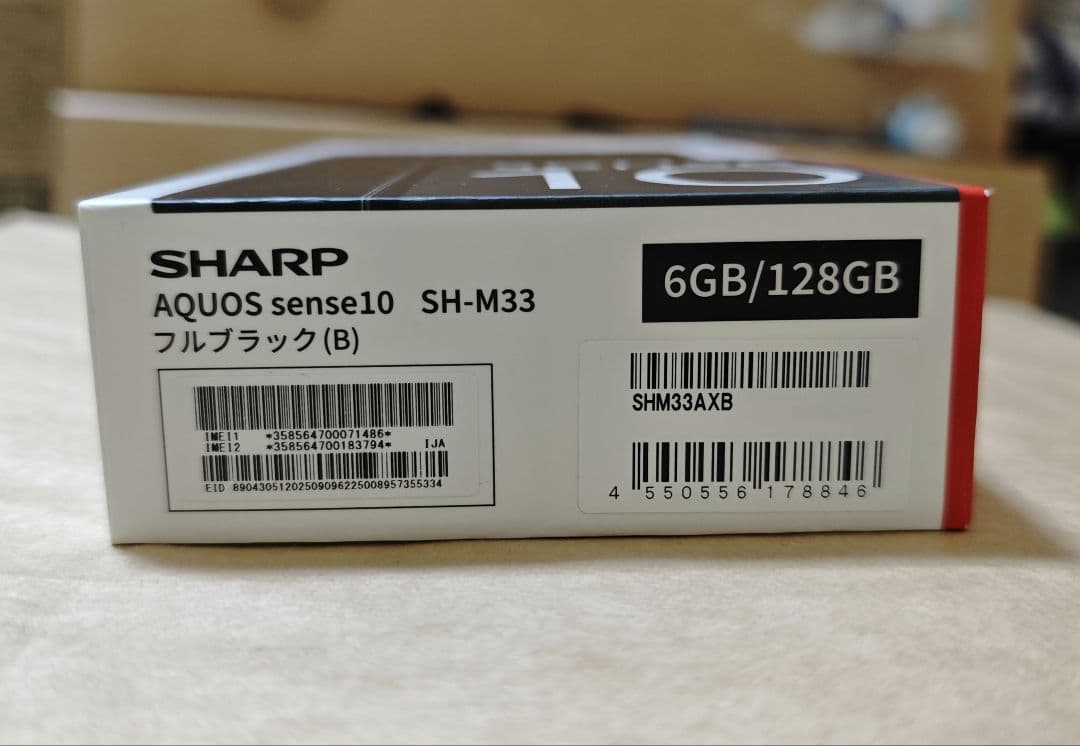 SHARP
AQUOS sense10 SH-M33
フルブラック(B)
6GB/128GB
IMEI1 *358564700071486*
IMEI2 *358564700183794* IJA
EID 89043051202509096225008957355334
SHM33AXB
4 550556 178846